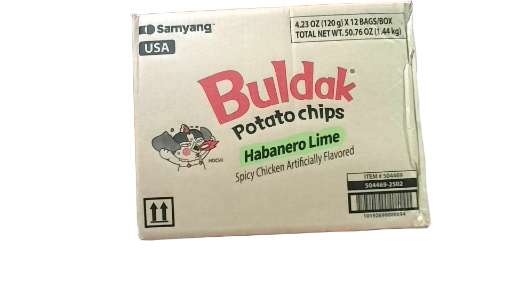 Samyang
USA
4.23 OZ (120 g) X 12 BAGS/BOX
TOTAL NET WT. 50.76 OZ (1.44 kg)
Buldak
Potato chips
Habanero Lime
Spicy Chicken Artificially Flavored
HOCHI
ITEM # 504469
504469-2502